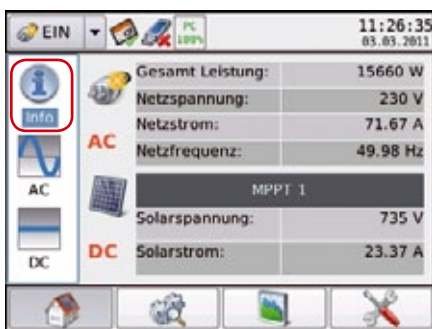 EIN
PC
100%
11:26:35
03.03.2011
Info
AC
DC
AC
DC
Gesamt Leistung: 15660 W
Netzspannung: 230 V
Netzstrom: 71.67 A
Netzfrequenz: 49.98 Hz
MPPT 1
Solarspannung: 735 V
Solarstrom: 23.37 A